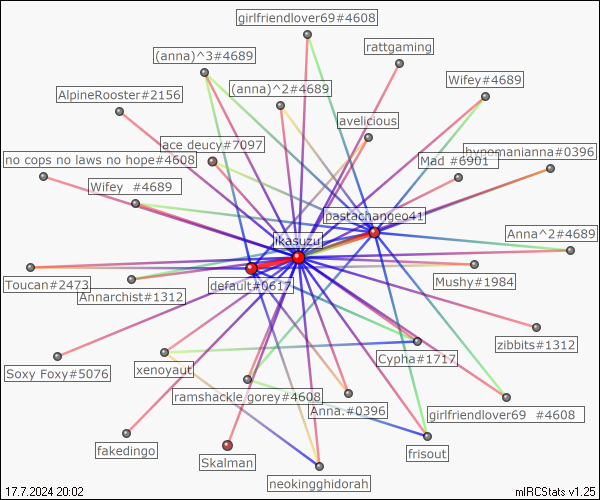 girlfriendlover69#4608
rattgaming
(anna)^3#4689
Wifey#4689
(anna)^2#4689
AlpineRooster#2156
avelicious
ace deucy#7097
hypnomanianna#0396
no cops no laws no hope#4608
Mad #6901
Wifey #4689
pastachangeo41
Anna^2#4689
ikasuzu
Toucan#2473
default#0617
Mushy#1984
Annarchist#1312
zibbits#1312
Cypha#1717
Soxy Foxy#5076
xenoyaut
ramshackle gorey#4608
Anna.#0396
girlfriendlover69 #4608
fakedingo
frisout
Skalman
neokingghidorah
17.7.2024 20:02
mIRCStats v1.25